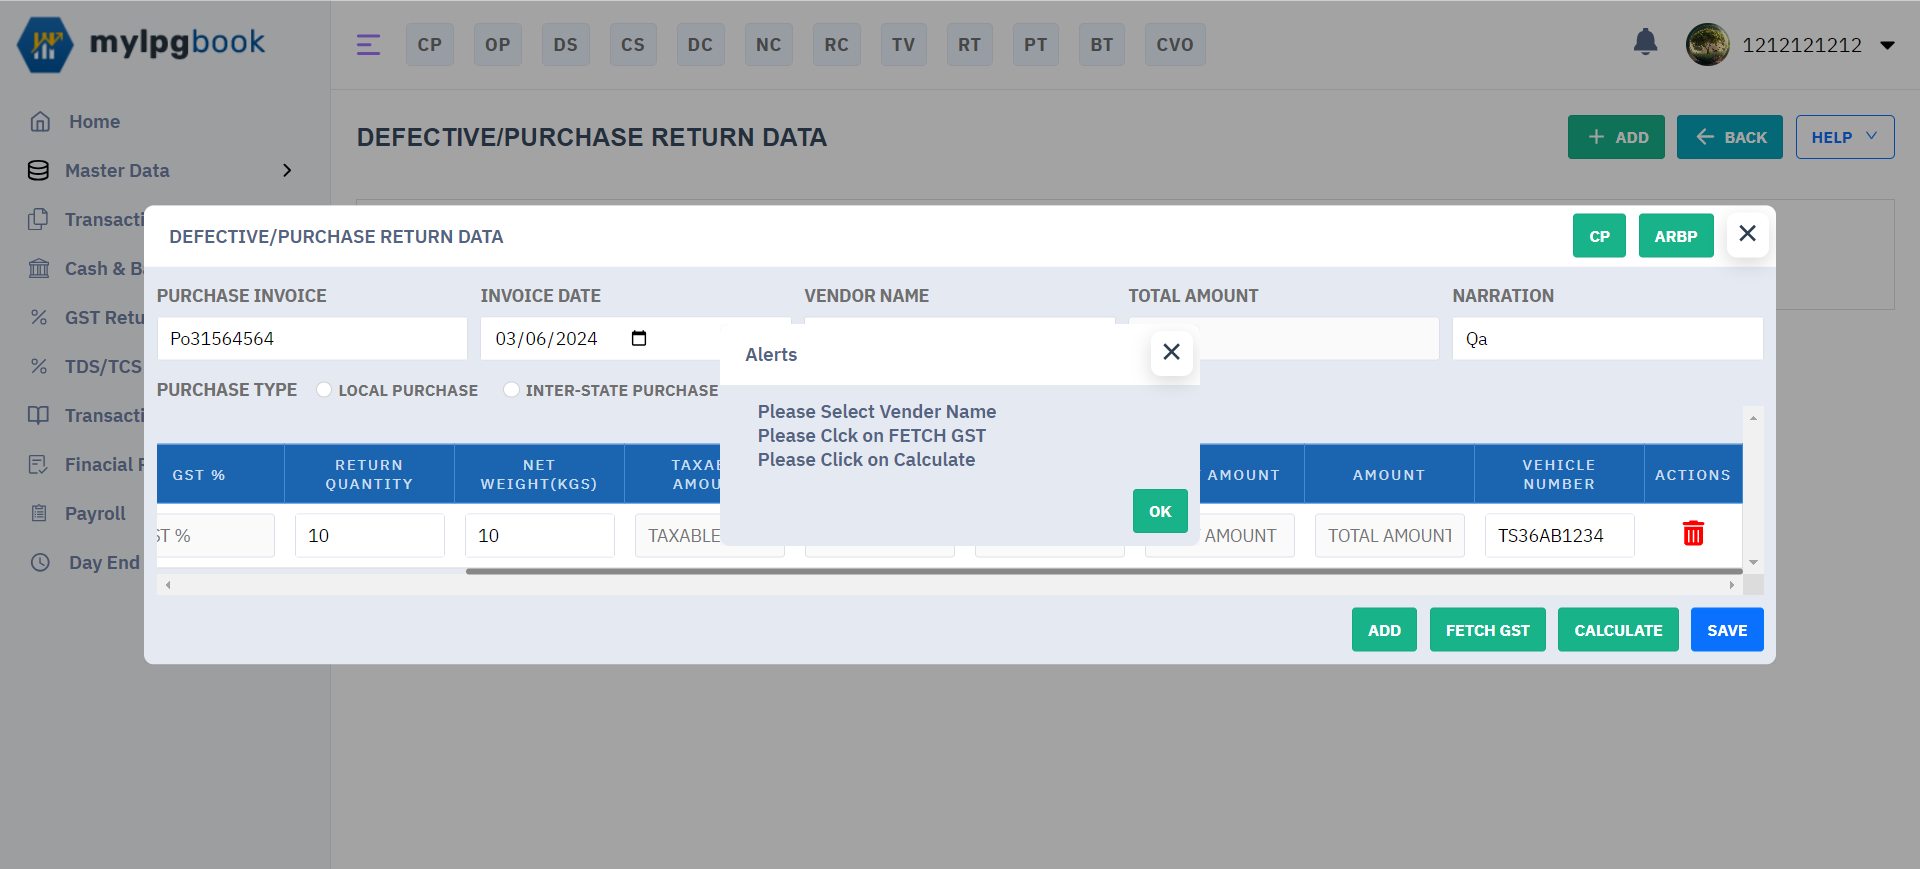 mylpgbook
CP OP DS CS DC NC RC TV RT PT BT CVO
1212121212
Home
Master Data
Transacti
Cash & B
GST Retu
TDS/TCS
Transacti
Finacial
Payroll
Day End
DEFECTIVE/PURCHASE RETURN DATA
+ ADD
BACK
HELP
DEFECTIVE/PURCHASE RETURN DATA
CP
ARBP
PURCHASE INVOICE INVOICE DATE VENDOR NAME TOTAL AMOUNT NARRATION
Po31564564 03/06/2024 Qa
PURCHASE TYPE LOCAL PURCHASE INTER-STATE PURCHASE
Alerts
Please Select Vender Name
Please Clck on FETCH GST
Please Click on Calculate
OK
GST % RETURN QUANTITY NET WEIGHT(KGS) TAXAB AMOU AMOUNT AMOUNT VEHICLE NUMBER ACTIONS
ST % 10 10 TAXABLE AMOUNT TOTAL AMOUNT TS36AB1234
ADD FETCH GST CALCULATE SAVE